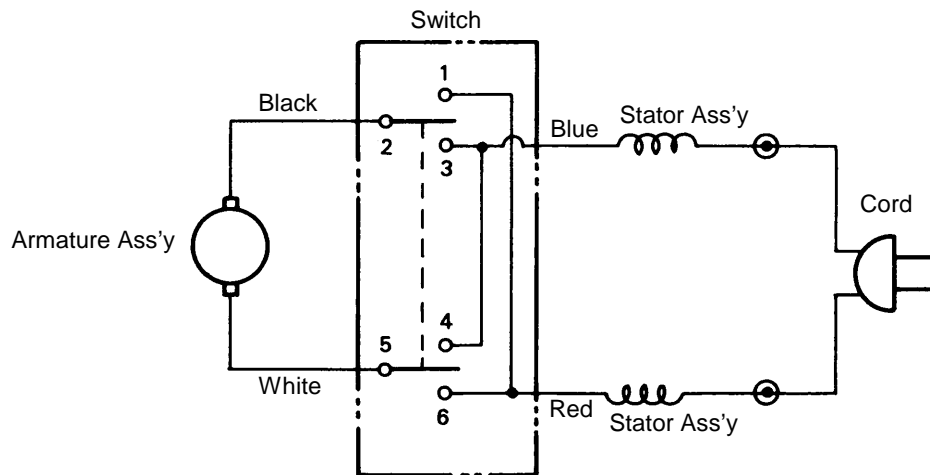 Switch
1
Black
2
Stator Ass'y
Blue
3
Cord
Armature Ass'y
4
5
White
6
Red
Stator Ass'y